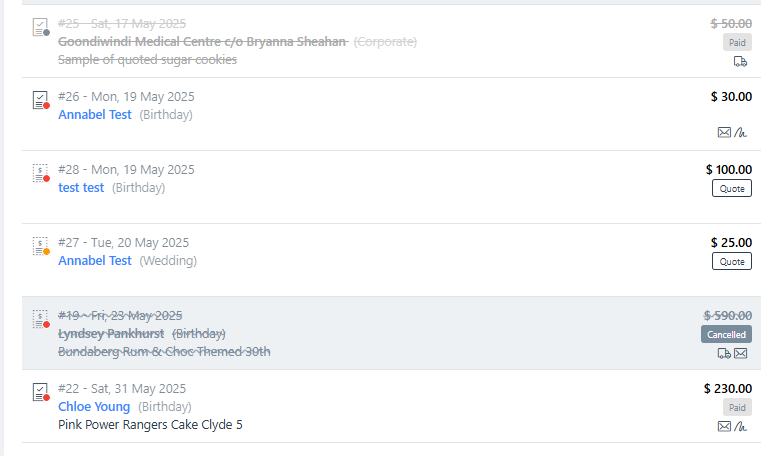 #25 - Sat, 17 May 2025 $ 50.00
Goondiwindi Medical Centre c/o Bryanna Sheahan (Corporate) Paid
Sample of quoted sugar cookies
#26 - Mon, 19 May 2025 $ 30.00
Annabel Test (Birthday)
#28 - Mon, 19 May 2025 $ 100.00
test test (Birthday) Quote
#27 - Tue, 20 May 2025 $ 25.00
Annabel Test (Wedding) Quote
#19 - Fri, 23 May 2025 $ 590.00
Lyndsey Pankhurst (Birthday) Cancelled
Bundaberg Rum & Choc Themed 30th
#22 - Sat, 31 May 2025 $ 230.00
Chloe Young (Birthday) Paid
Pink Power Rangers Cake Clyde 5